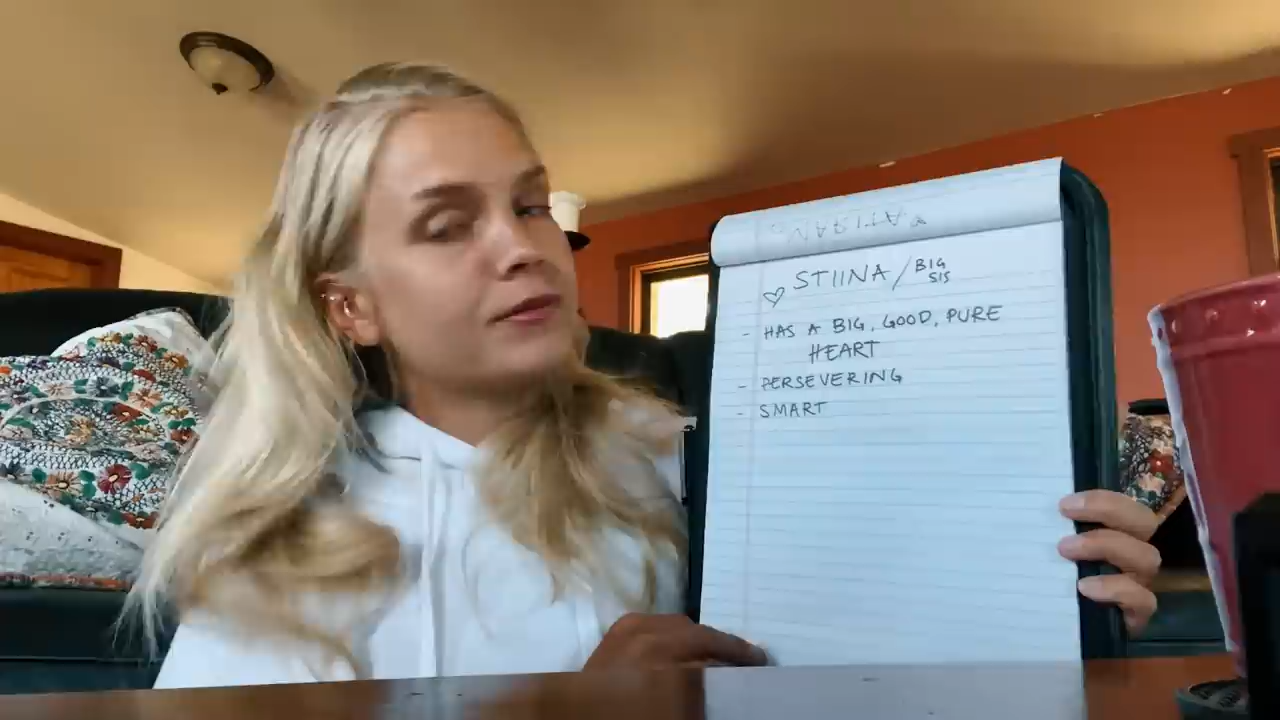 ♡ STIINA / BIG SIS
- HAS A BIG, GOOD, PURE
HEART
- PERSEVERING
- SMART